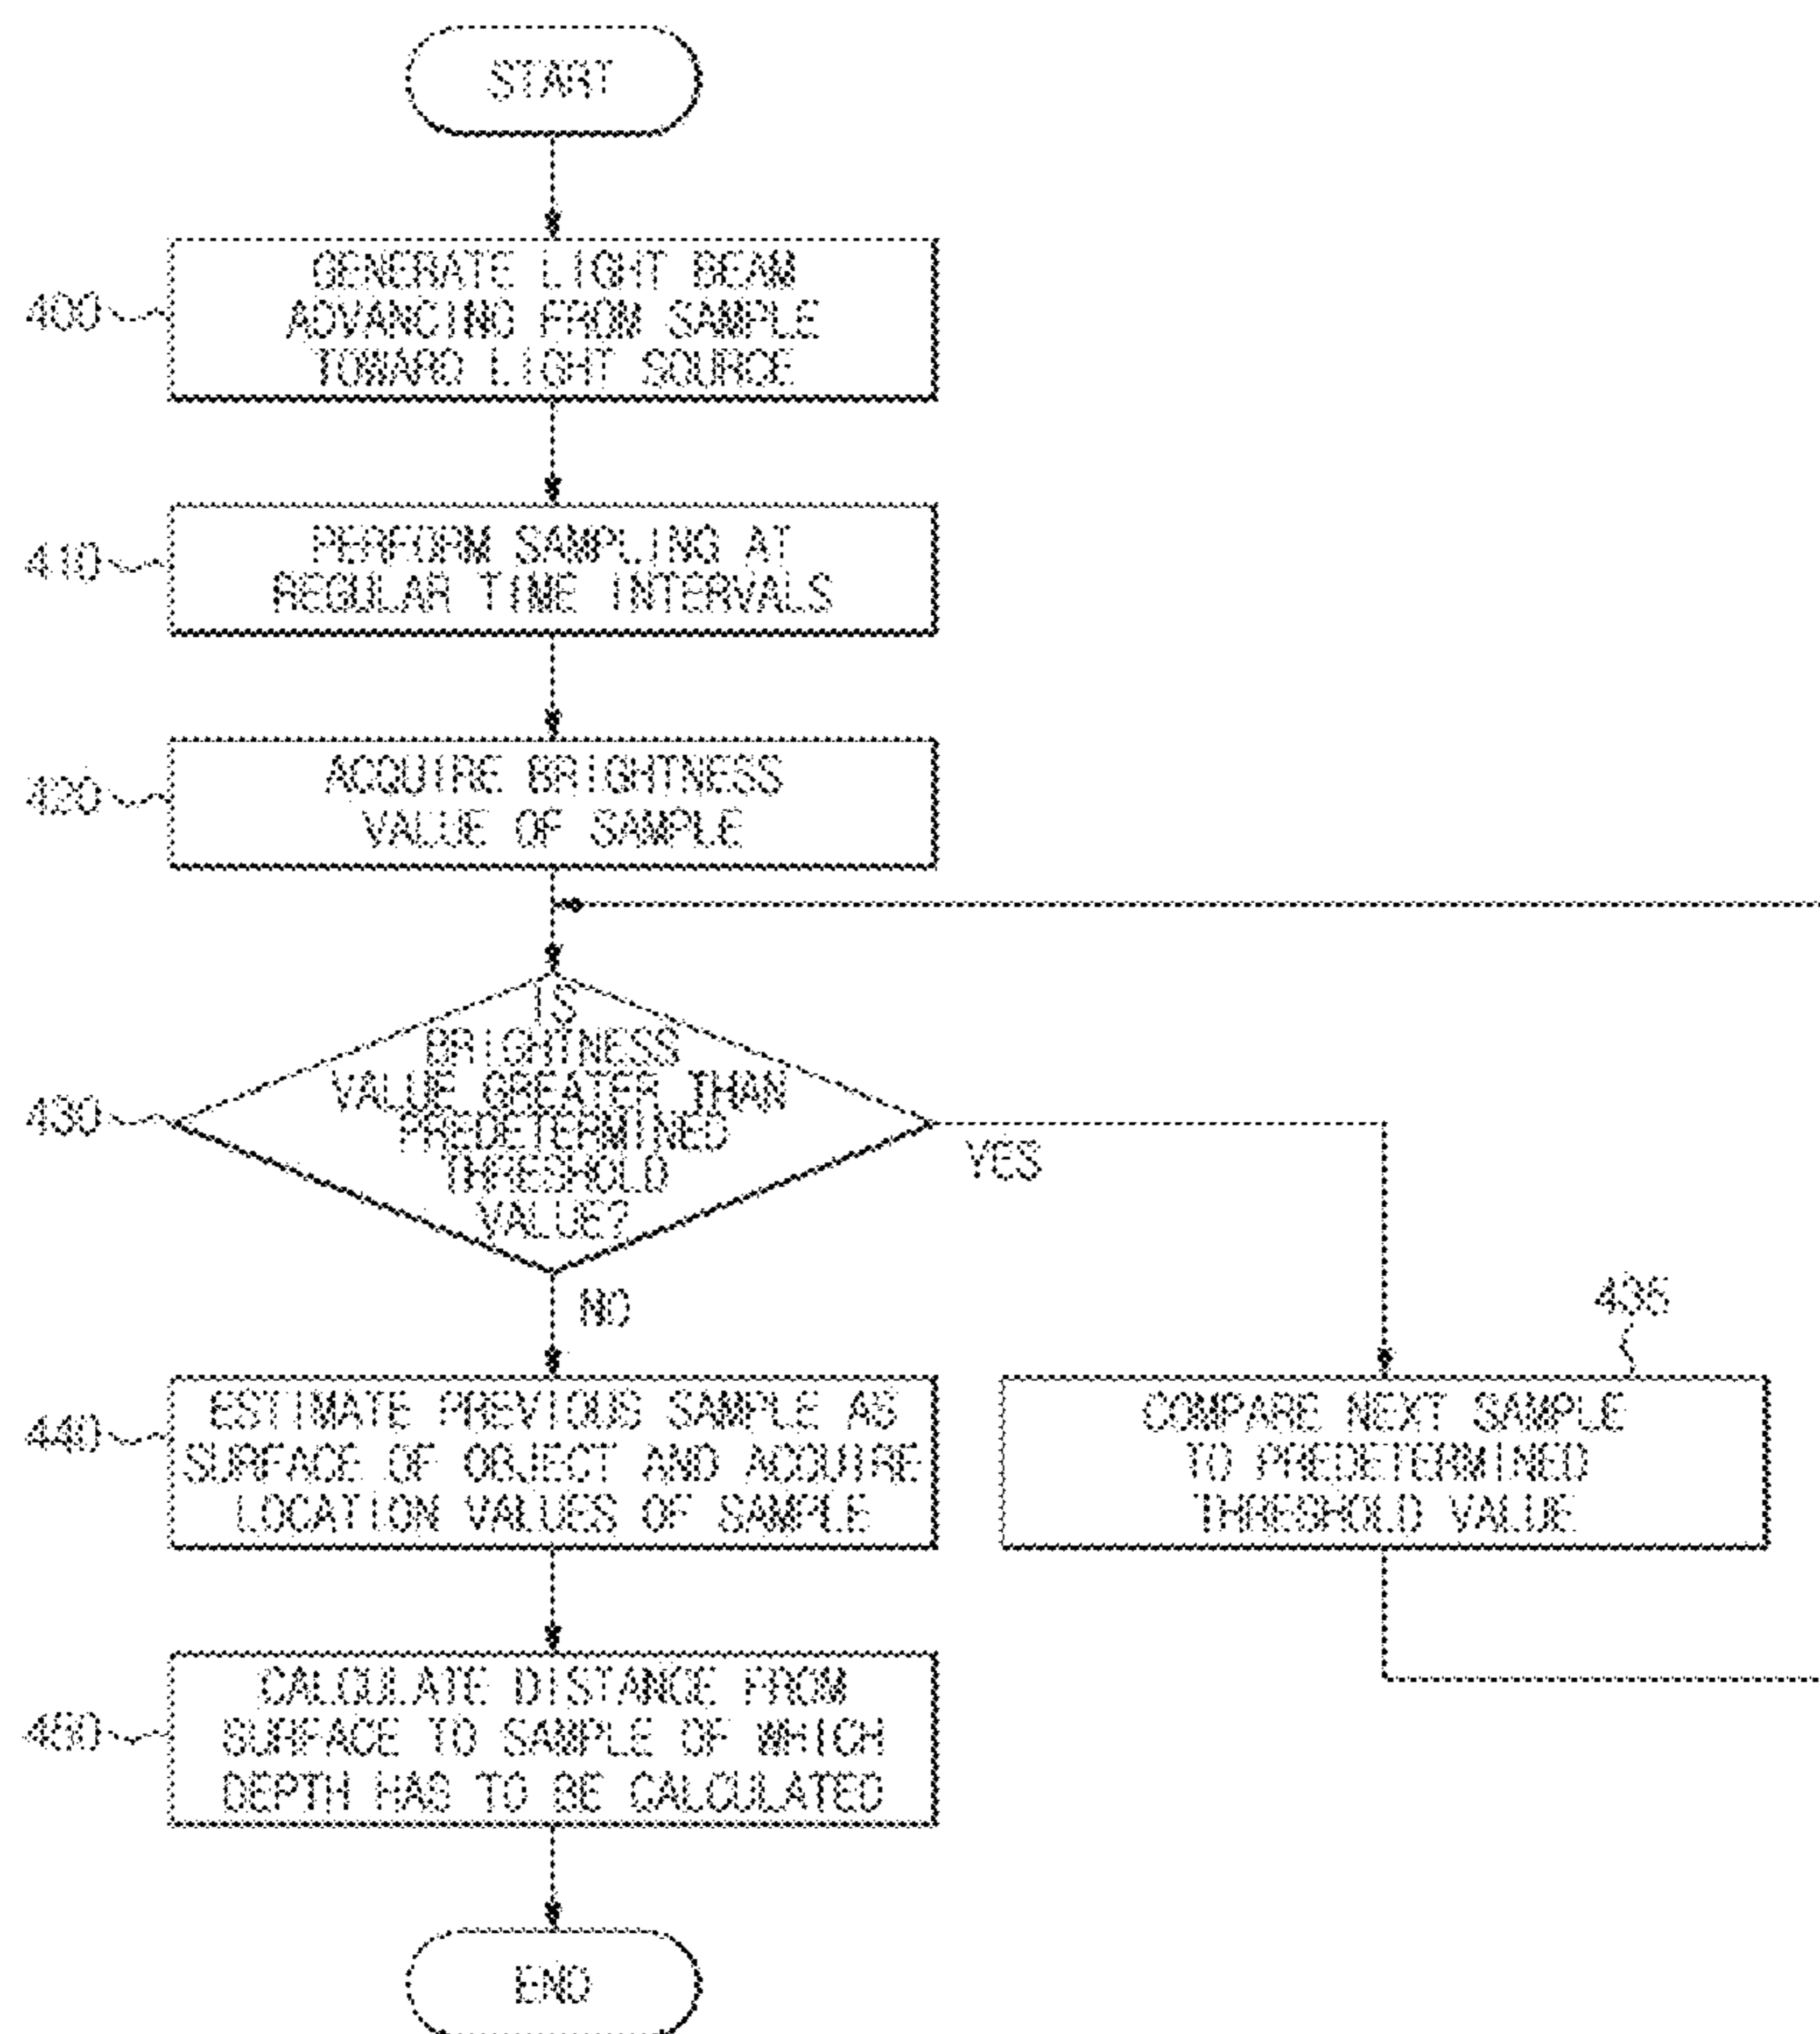 START
400
GENERATE LIGHT BEAM
ADVANCING FROM SAMPLE
TOWARD LIGHT SOURCE
410
PERFORM SAMPLING AT
REGULAR TIME INTERVALS
420
ACQUIRE BRIGHTNESS
VALUE OF SAMPLE
430
IS
BRIGHTNESS
VALUE GREATER THAN
PREDETERMINED
THRESHOLD
VALUE?
YES
NO
435
440
ESTIMATE PREVIOUS SAMPLE AS
SURFACE OF OBJECT AND ACQUIRE
LOCATION VALUES OF SAMPLE
COMPARE NEXT SAMPLE
TO PREDETERMINED
THRESHOLD VALUE
450
CALCULATE DISTANCE FROM
SURFACE TO SAMPLE OF WHICH
DEPTH HAS TO BE CALCULATED
END